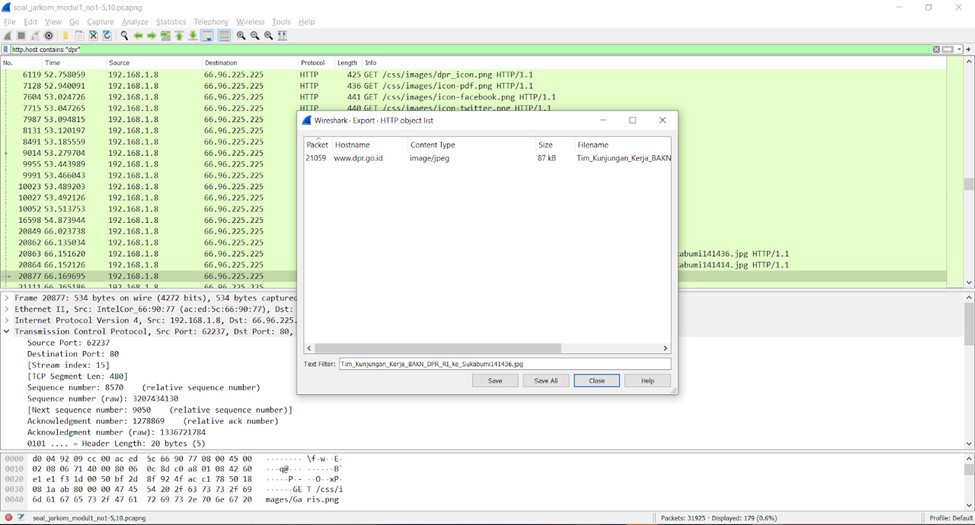 soal_jarkom_modul1_no1-5,10.pcapng
File Edit View Go Capture Analyze Statistics Telephony Wireless Tools Help
http.host contains "dpr"
No. Time Source Destination Protocol Length Info
6119 52.758059 192.168.1.8 66.96.225.225 HTTP 425 GET /css/images/dpr_icon.png HTTP/1.1
7128 52.940091 192.168.1.8 66.96.225.225 HTTP 436 GET /css/images/icon-pdf.png HTTP/1.1
7604 53.024726 192.168.1.8 66.96.225.225 HTTP 441 GET /css/images/icon-facebook.png HTTP/1.1
7715 53.047265 192.168.1.8 66.96.225.225 HTTP 440 GET /css/images/icon-twitter.png HTTP/1.1
7987 53.094815 192.168.1.8 66.96.225.225
8131 53.120197 192.168.1.8 66.96.225.225
8491 53.185559 192.168.1.8 66.96.225.225
9014 53.279704 192.168.1.8 66.96.225.225
9955 53.443989 192.168.1.8 66.96.225.225
9991 53.466043 192.168.1.8 66.96.225.225
10023 53.489203 192.168.1.8 66.96.225.225
10027 53.492126 192.168.1.8 66.96.225.225
10052 53.513753 192.168.1.8 66.96.225.225
16598 54.873944 192.168.1.8 66.96.225.225
20849 66.023738 192.168.1.8 66.96.225.225
20862 66.135034 192.168.1.8 66.96.225.225
20863 66.151620 192.168.1.8 66.96.225.225 kabumi141436.jpg HTTP/1.1
20864 66.152126 192.168.1.8 66.96.225.225 kabumi141414.jpg HTTP/1.1
20877 66.169695 192.168.1.8 66.96.225.225
21111 66.265186 192.168.1.8 66.96.225.225
Wireshark · Export · HTTP object list
Packet Hostname Content Type Size Filename
21059 www.dpr.go.id image/jpeg 87 kB Tim_Kunjungan_Kerja_BAKN
Text Filter: Tim_Kunjungan_Kerja_BAKN_DPR_RI_ke_Sukabumi141436.jpg
Save Save All Close Help
Frame 20877: 534 bytes on wire (4272 bits), 534 bytes captured
Ethernet II, Src: IntelCor_66:90:77 (ac:ed:5c:66:90:77), Dst:
Internet Protocol Version 4, Src: 192.168.1.8, Dst: 66.96.225.
Transmission Control Protocol, Src Port: 62237, Dst Port: 80,
Source Port: 62237
Destination Port: 80
[Stream index: 15]
[TCP Segment Len: 480]
Sequence number: 8570 (relative sequence number)
Sequence number (raw): 3207434130
[Next sequence number: 9050 (relative sequence number)]
Acknowledgment number: 1278869 (relative ack number)
Acknowledgment number (raw): 1336721784
0101 .... = Header Length: 20 bytes (5)
0000 d0 04 92 09 cc 00 ac ed 5c 66 90 77 08 00 45 00 ········ \f·w··E·
0010 02 08 06 71 40 00 80 06 0c 8d c0 a8 01 08 42 60 ···q@··· ······B`
0020 e1 e1 f3 1d 00 50 bf 2d 8f 92 4f ac c1 78 50 18 ·····P·- ··O··xP·
0030 08 1a ab 80 00 00 47 45 54 20 2f 63 73 73 2f 69 ······GE T /css/i
0040 6d 61 67 65 73 2f 47 61 72 69 73 2e 70 6e 67 20 mages/Ga ris.png
soal_jarkom_modul1_no1-5,10.pcapng
Packets: 31925 · Displayed: 179 (0.6%)
Profile: Default